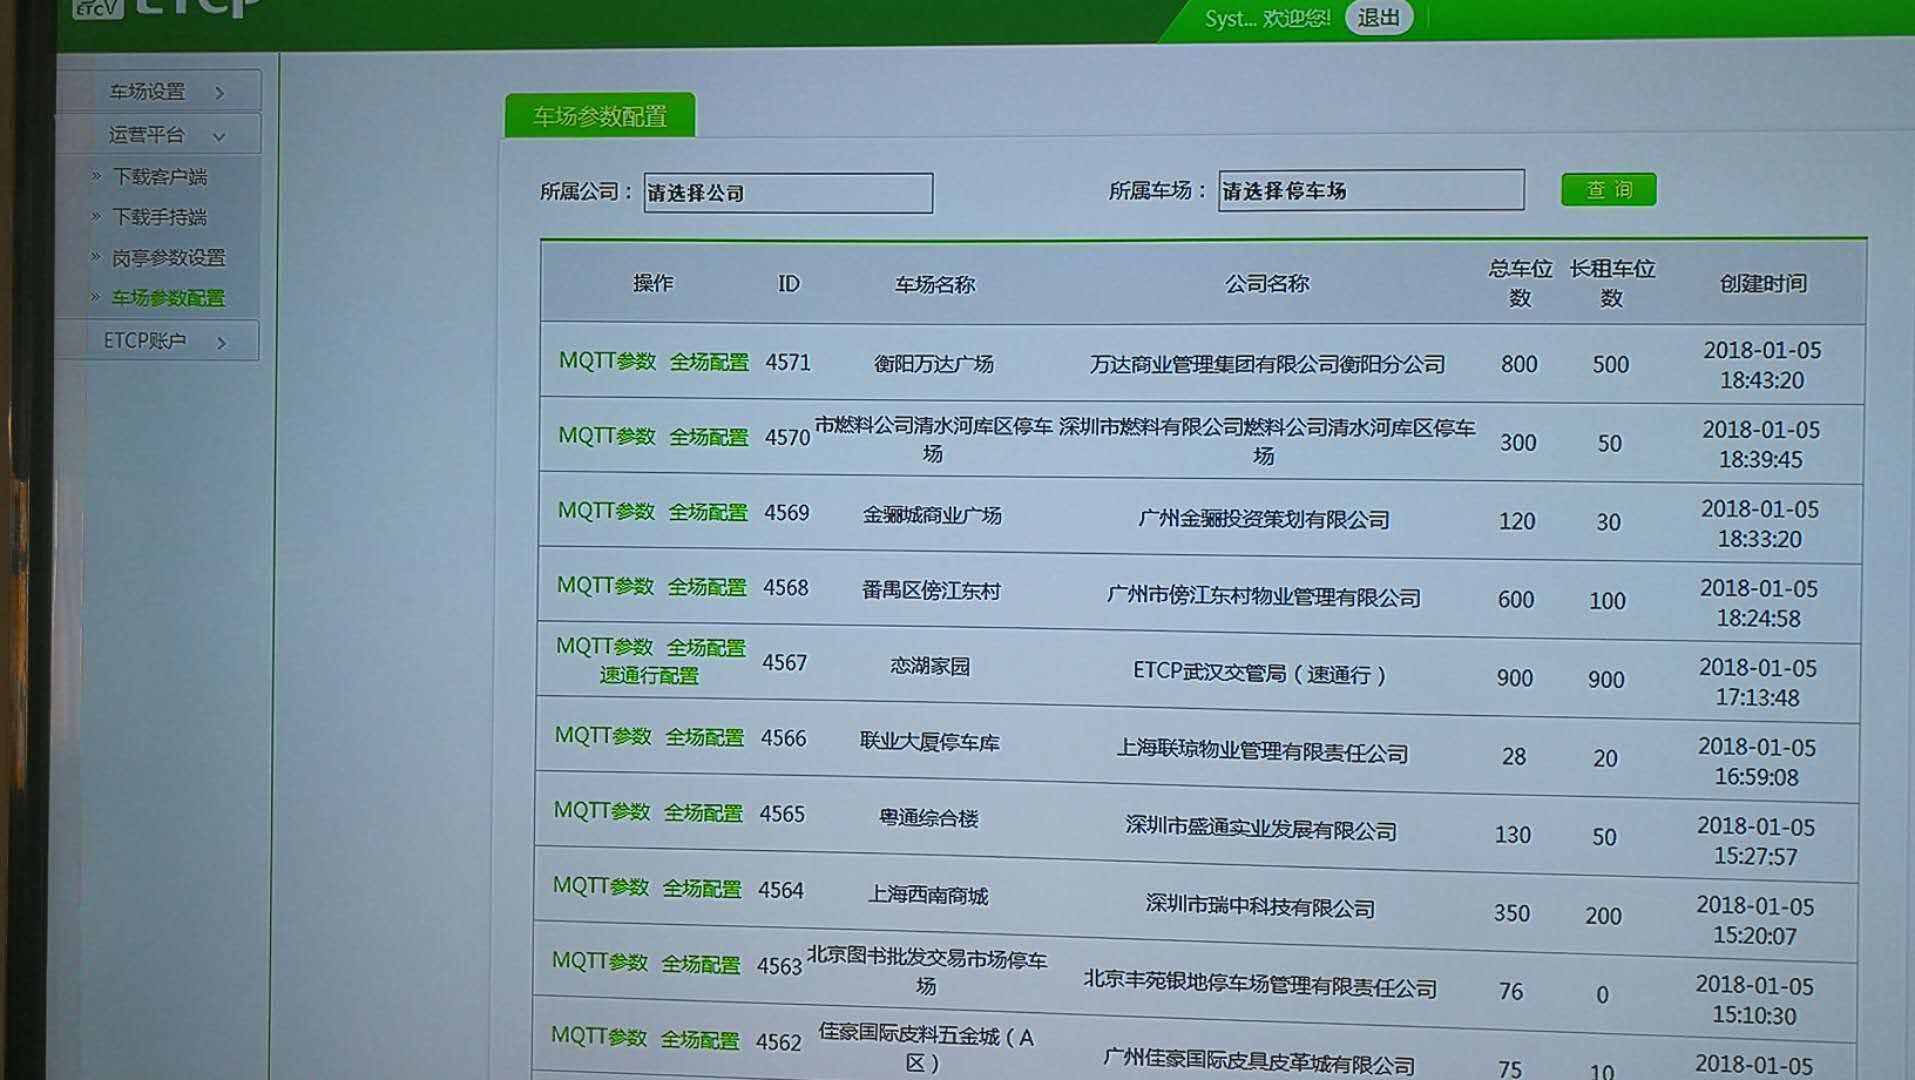 ETCP
Syst... 欢迎您! 退出
车场设置
运营平台
» 下载客户端
» 下载手持端
» 岗亭参数设置
» 车场参数配置
ETCP账户
车场参数配置
所属公司： 请选择公司 所属车场： 请选择停车场 查 询
操作 ID 车场名称 公司名称 总车位数 长租车位数 创建时间
MQTT参数 全场配置 4571 衡阳万达广场 万达商业管理集团有限公司衡阳分公司 800 500 2018-01-05 18:43:20
MQTT参数 全场配置 4570 市燃料公司清水河库区停车场 深圳市燃料有限公司燃料公司清水河库区停车场 300 50 2018-01-05 18:39:45
MQTT参数 全场配置 4569 金骊城商业广场 广州金骊投资策划有限公司 120 30 2018-01-05 18:33:20
MQTT参数 全场配置 4568 番禺区傍江东村 广州市傍江东村物业管理有限公司 600 100 2018-01-05 18:24:58
MQTT参数 全场配置 速通行配置 4567 恋湖家园 ETCP武汉交管局（速通行） 900 900 2018-01-05 17:13:48
MQTT参数 全场配置 4566 联业大厦停车库 上海联琼物业管理有限责任公司 28 20 2018-01-05 16:59:08
MQTT参数 全场配置 4565 粤通综合楼 深圳市盛通实业发展有限公司 130 50 2018-01-05 15:27:57
MQTT参数 全场配置 4564 上海西南商城 深圳市瑞中科技有限公司 350 200 2018-01-05 15:20:07
MQTT参数 全场配置 4563 北京图书批发交易市场停车场 北京丰苑银地停车场管理有限责任公司 76 0 2018-01-05 15:10:30
MQTT参数 全场配置 4562 佳豪国际皮料五金城（A区） 广州佳豪国际皮具皮革城有限公司 75 10 2018-01-05